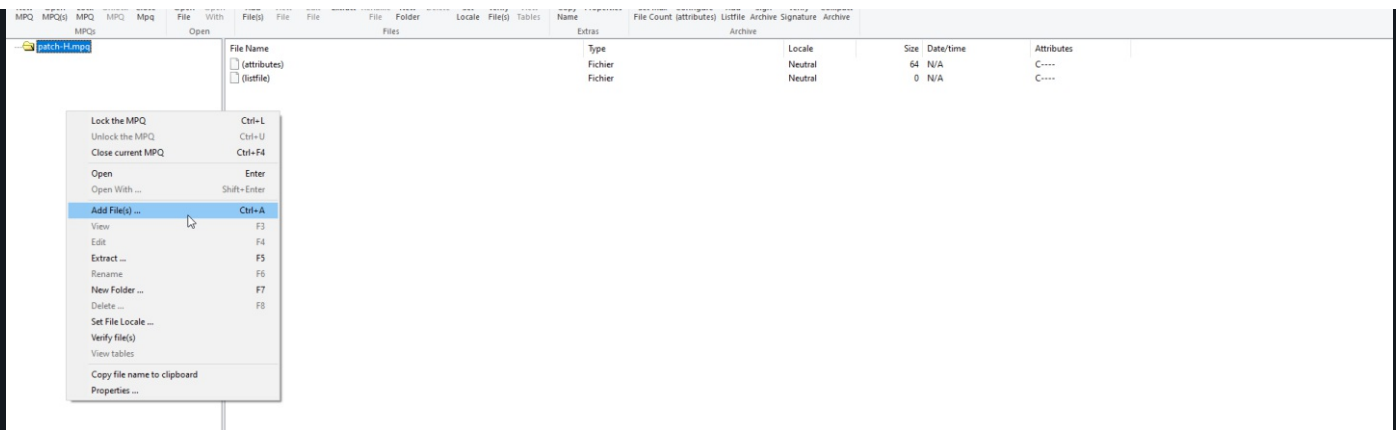 MPQ MPQ(s) MPQ MPQ Mpq File With File(s) File File File Folder Locale File(s) Tables Name File Count (attributes) Listfile Archive Signature Archive
MPQs Open Files Extras Archive
patch-H.mpq
File Name Type Locale Size Date/time Attributes
(attributes) Fichier Neutral 64 N/A C----
(listfile) Fichier Neutral 0 N/A C----
Lock the MPQ Ctrl+L
Unlock the MPQ Ctrl+U
Close current MPQ Ctrl+F4
Open Enter
Open With ... Shift+Enter
Add File(s) ... Ctrl+A
View F3
Edit F4
Extract ... F5
Rename F6
New Folder ... F7
Delete ... F8
Set File Locale ...
Verify file(s)
View tables
Copy file name to clipboard
Properties ...